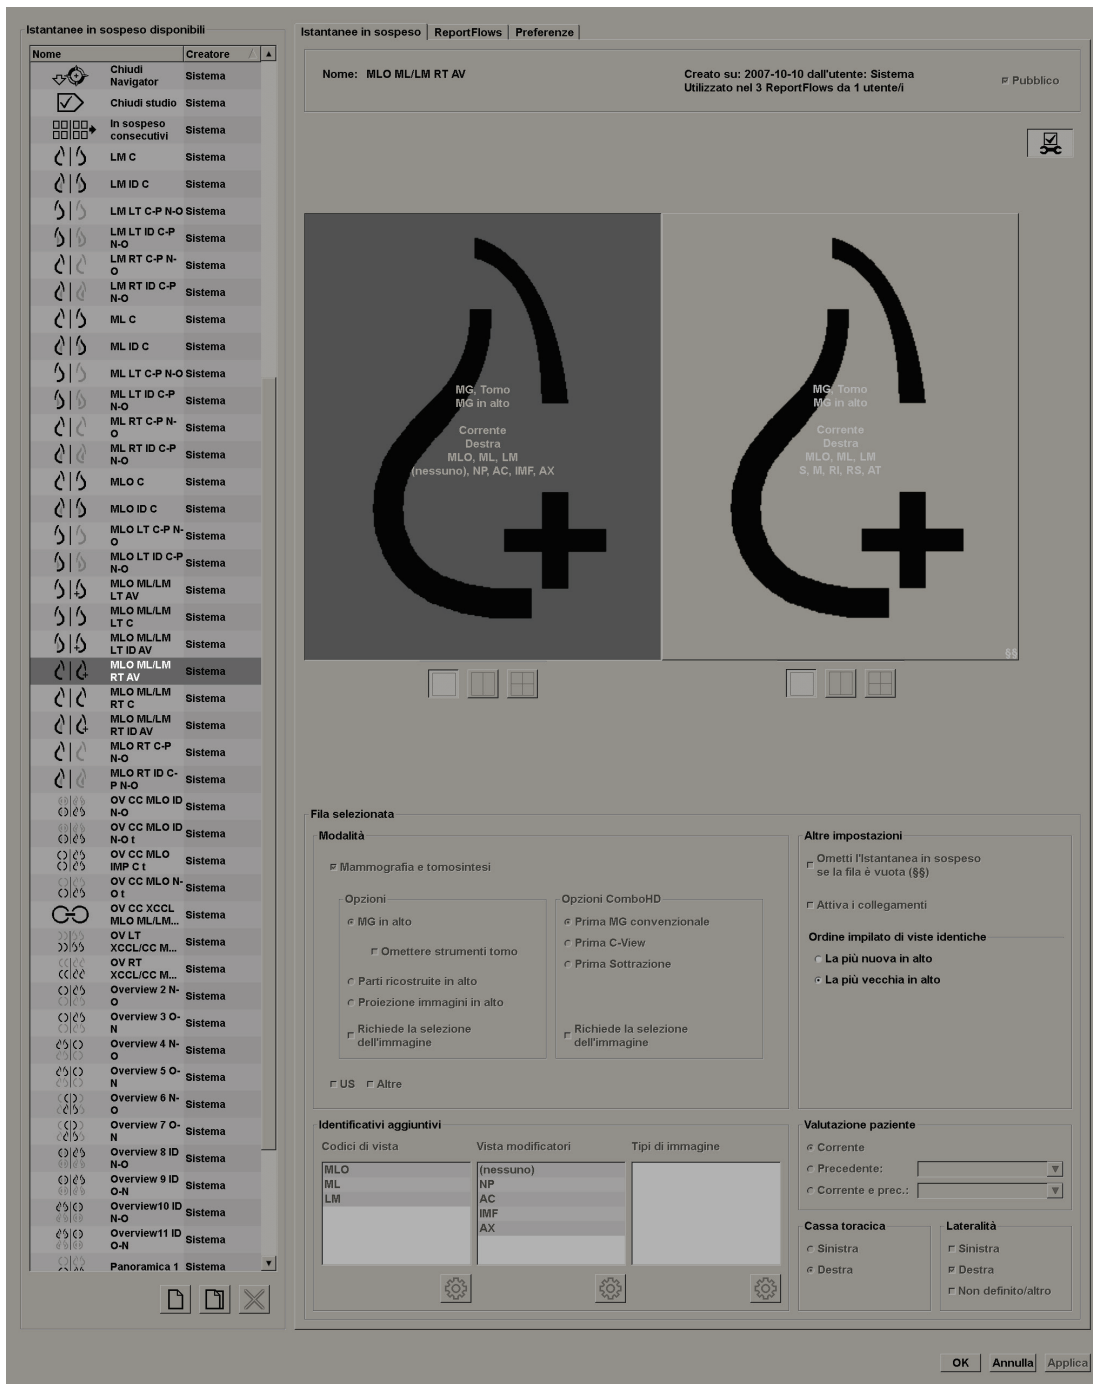 Istantanee in sospeso disponibili
Nome Creatore
Chiudi Navigator Sistema
Chiudi studio Sistema
In sospeso consecutivi Sistema
LM C Sistema
LM ID C Sistema
LM LT C-P N-O Sistema
LM LT ID C-P N-O Sistema
LM RT C-P N-O Sistema
LM RT ID C-P N-O Sistema
ML C Sistema
ML ID C Sistema
ML LT C-P N-O Sistema
ML LT ID C-P N-O Sistema
ML RT C-P N-O Sistema
ML RT ID C-P N-O Sistema
MLO C Sistema
MLO ID C Sistema
MLO LT C-P N-O Sistema
MLO LT ID C-P N-O Sistema
MLO ML/LM LT AV Sistema
MLO ML/LM LT C Sistema
MLO ML/LM LT ID AV Sistema
MLO ML/LM RT AV Sistema
MLO ML/LM RT C Sistema
MLO ML/LM RT ID AV Sistema
MLO RT C-P N-O Sistema
MLO RT ID C-P N-O Sistema
OV CC MLO ID N-O Sistema
OV CC MLO ID N-O t Sistema
OV CC MLO IMP C t Sistema
OV CC MLO N-O t Sistema
OV CC XCCL MLO ML/LM... Sistema
OV LT XCCL/CC M... Sistema
OV RT XCCL/CC M... Sistema
Overview 2 N-O Sistema
Overview 3 O-N Sistema
Overview 4 N-O Sistema
Overview 5 O-N Sistema
Overview 6 N-O Sistema
Overview 7 O-N Sistema
Overview 8 ID N-O Sistema
Overview 9 ID O-N Sistema
Overview10 ID N-O Sistema
Overview11 ID O-N Sistema
Panoramica 1 Sistema
Istantanee in sospeso ReportFlows Preferenze
Nome: MLO ML/LM RT AV
Creato su: 2007-10-10 dall'utente: Sistema
Utilizzato nel 3 ReportFlows da 1 utente/i
Pubblico
MG, Tomo
MG in alto
Corrente
Destra
MLO, ML, LM
(nessuno), NP, AC, IMF, AX
MG, Tomo
MG in alto
Corrente
Destra
MLO, ML, LM
S, M, RI, RS, AT
§§
Fila selezionata
Modalità
Mammografia e tomosintesi
Opzioni
MG in alto
Omettere strumenti tomo
Parti ricostruite in alto
Proiezione immagini in alto
Richiede la selezione
dell'immagine
Opzioni ComboHD
Prima MG convenzionale
Prima C-View
Prima Sottrazione
Richiede la selezione
dell'immagine
US Altre
Altre impostazioni
Ometti l'Istantanea in sospeso
se la fila è vuota (§§)
Attiva i collegamenti
Ordine impilato di viste identiche
La più nuova in alto
La più vecchia in alto
Identificativi aggiuntivi
Codici di vista
MLO
ML
LM
Vista modificatori
(nessuno)
NP
AC
IMF
AX
Tipi di immagine
Valutazione paziente
Corrente
Precedente:
Corrente e prec.:
Cassa toracica
Sinistra
Destra
Lateralità
Sinistra
Destra
Non definito/altro
OK Annulla Applica